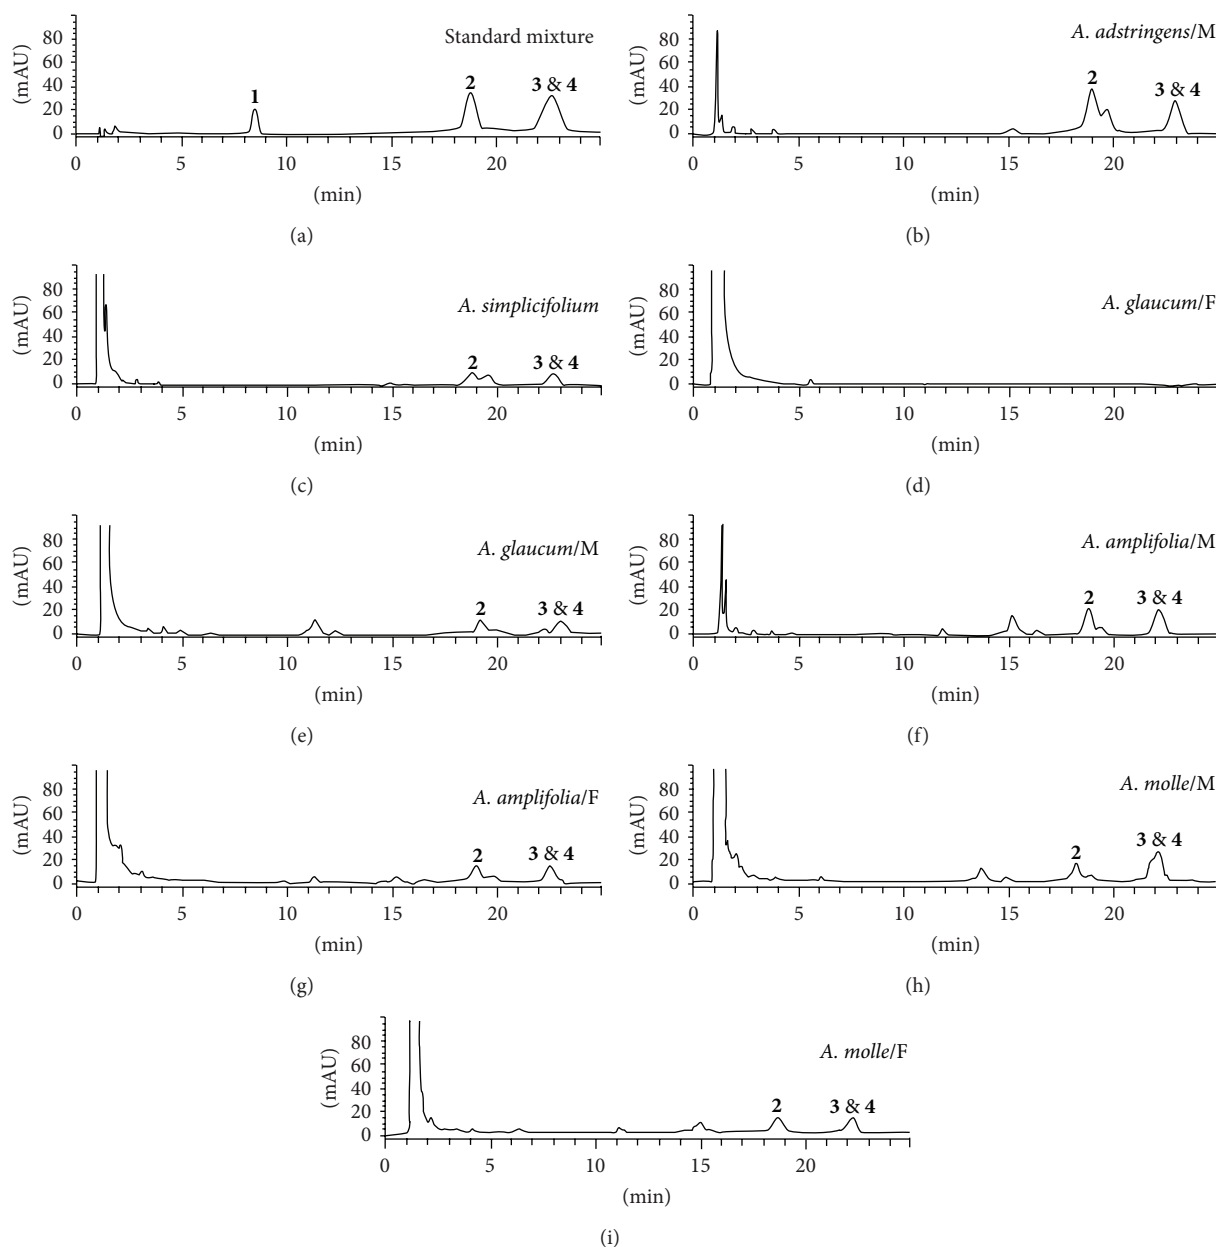 Standard mixture
(mAU)
80
60
40
20
0
1
2
3 & 4
0 5 10 15 20
(min)
(a)
A. adstringens/M
(mAU)
80
60
40
20
0
2
3 & 4
0 5 10 15 20
(min)
(b)
A. simplicifolium
(mAU)
80
60
40
20
0
2
3 & 4
0 5 10 15 20
(min)
(c)
A. glaucum/F
(mAU)
80
60
40
20
0
0 5 10 15 20
(min)
(d)
A. glaucum/M
(mAU)
80
60
40
20
0
2
3 & 4
0 5 10 15 20
(min)
(e)
A. amplifolia/M
(mAU)
80
60
40
20
0
2
3 & 4
0 5 10 15 20
(min)
(f)
A. amplifolia/F
(mAU)
80
60
40
20
0
2
3 & 4
0 5 10 15 20
(min)
(g)
A. molle/M
(mAU)
80
60
40
20
0
2
3 & 4
0 5 10 15 20
(min)
(h)
A. molle/F
(mAU)
80
60
40
20
0
2
3 & 4
0 5 10 15 20
(min)
(i)